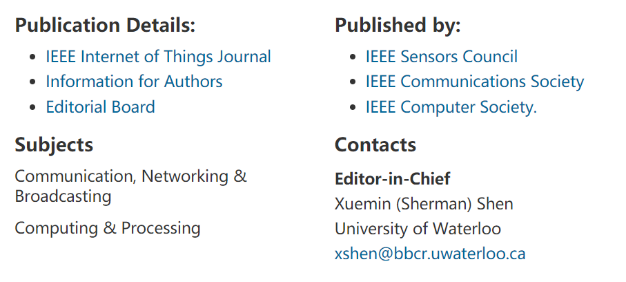 Publication Details:
IEEE Internet of Things Journal
Information for Authors
Editorial Board
Subjects
Communication, Networking &
Broadcasting
Computing & Processing
Published by:
IEEE Sensors Council
IEEE Communications Society
IEEE Computer Society.
Contacts
Editor-in-Chief
Xuemin (Sherman) Shen
University of Waterloo
xshen@bbcr.uwaterloo.ca